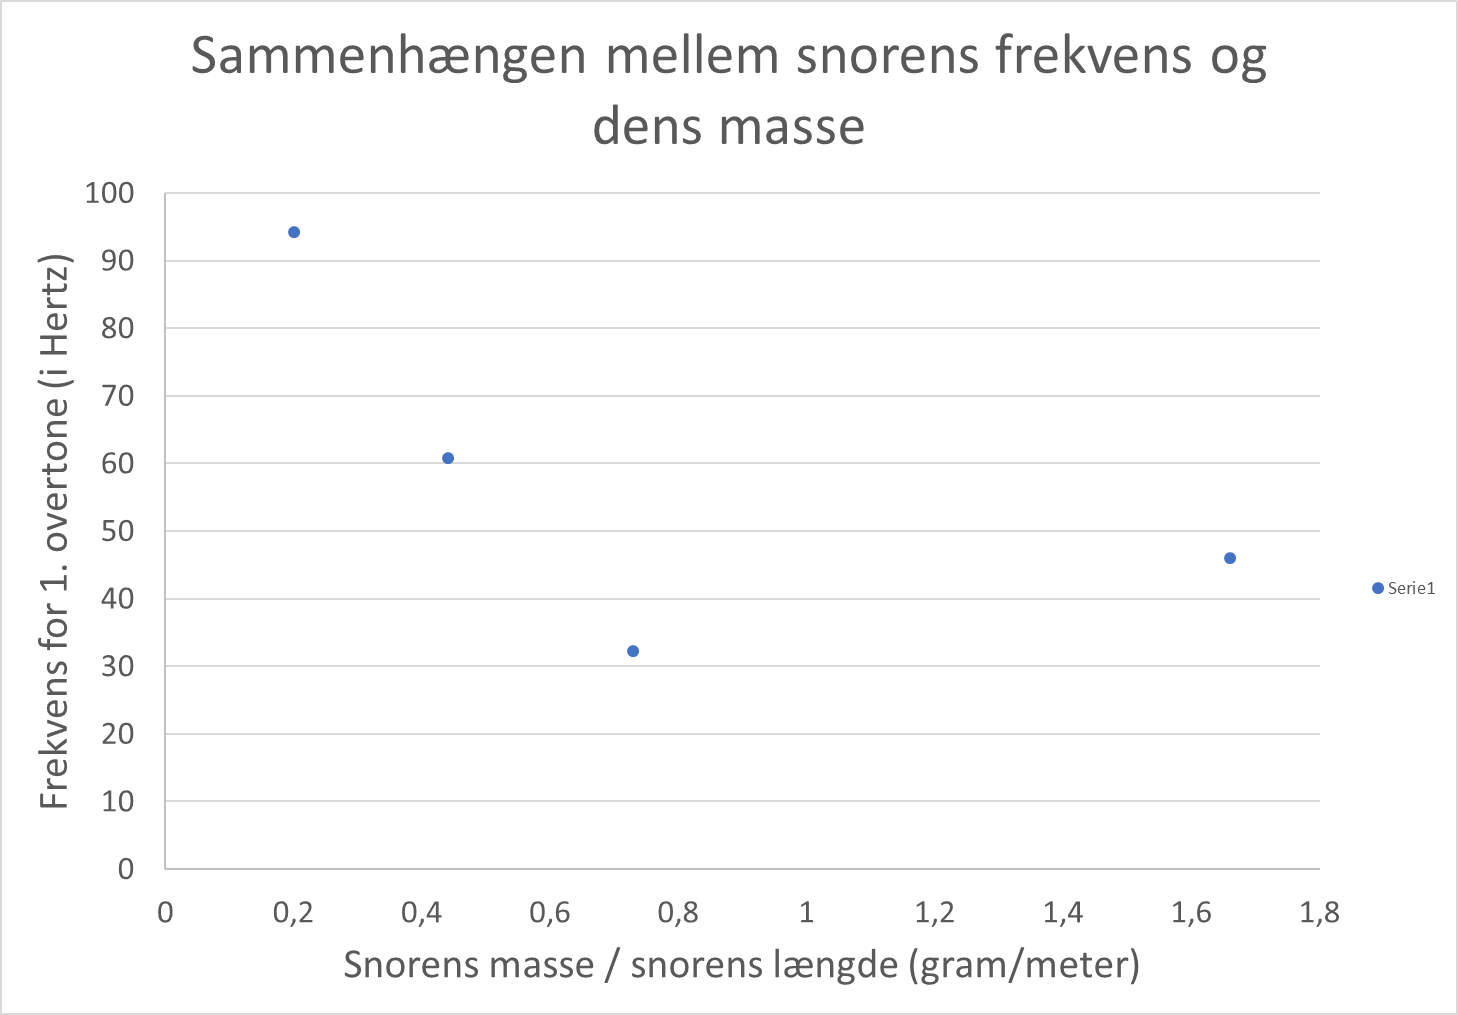 Sammenhængen mellem snorens frekvens og
dens masse
Frekvens for 1. overtone (i Hertz)
100
90
80
70
60
50
40
30
20
10
0
0 0,2 0,4 0,6 0,8 1 1,2 1,4 1,6 1,8
Snorens masse / snorens længde (gram/meter)
Serie1